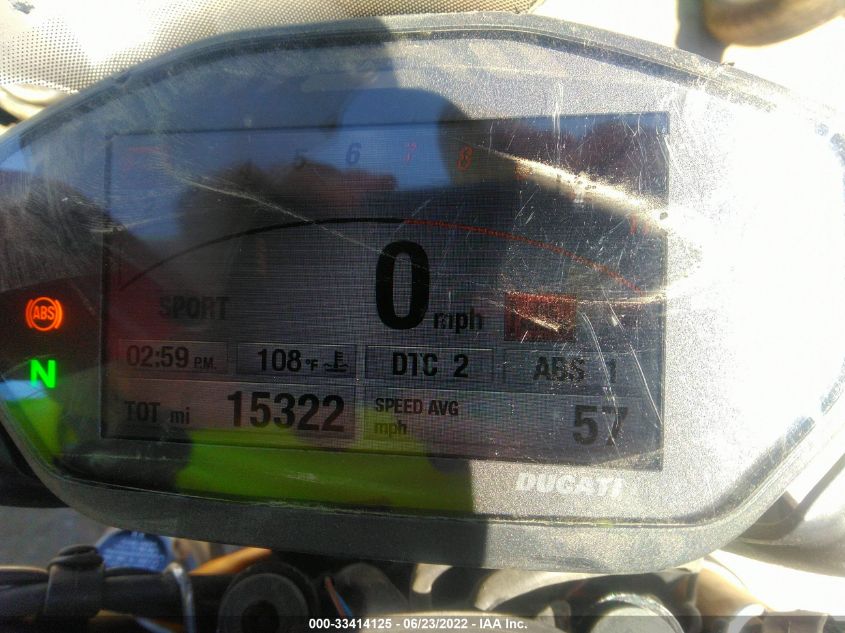 5 6 7 8
0 mph
SPORT
ABS
N
02:59 P.M. 108 °F DTC 2 ABS 1
TOT mi 15322 SPEED AVG mph 57
DUCATI
000-33414125 - 06/23/2022 - IAA Inc.